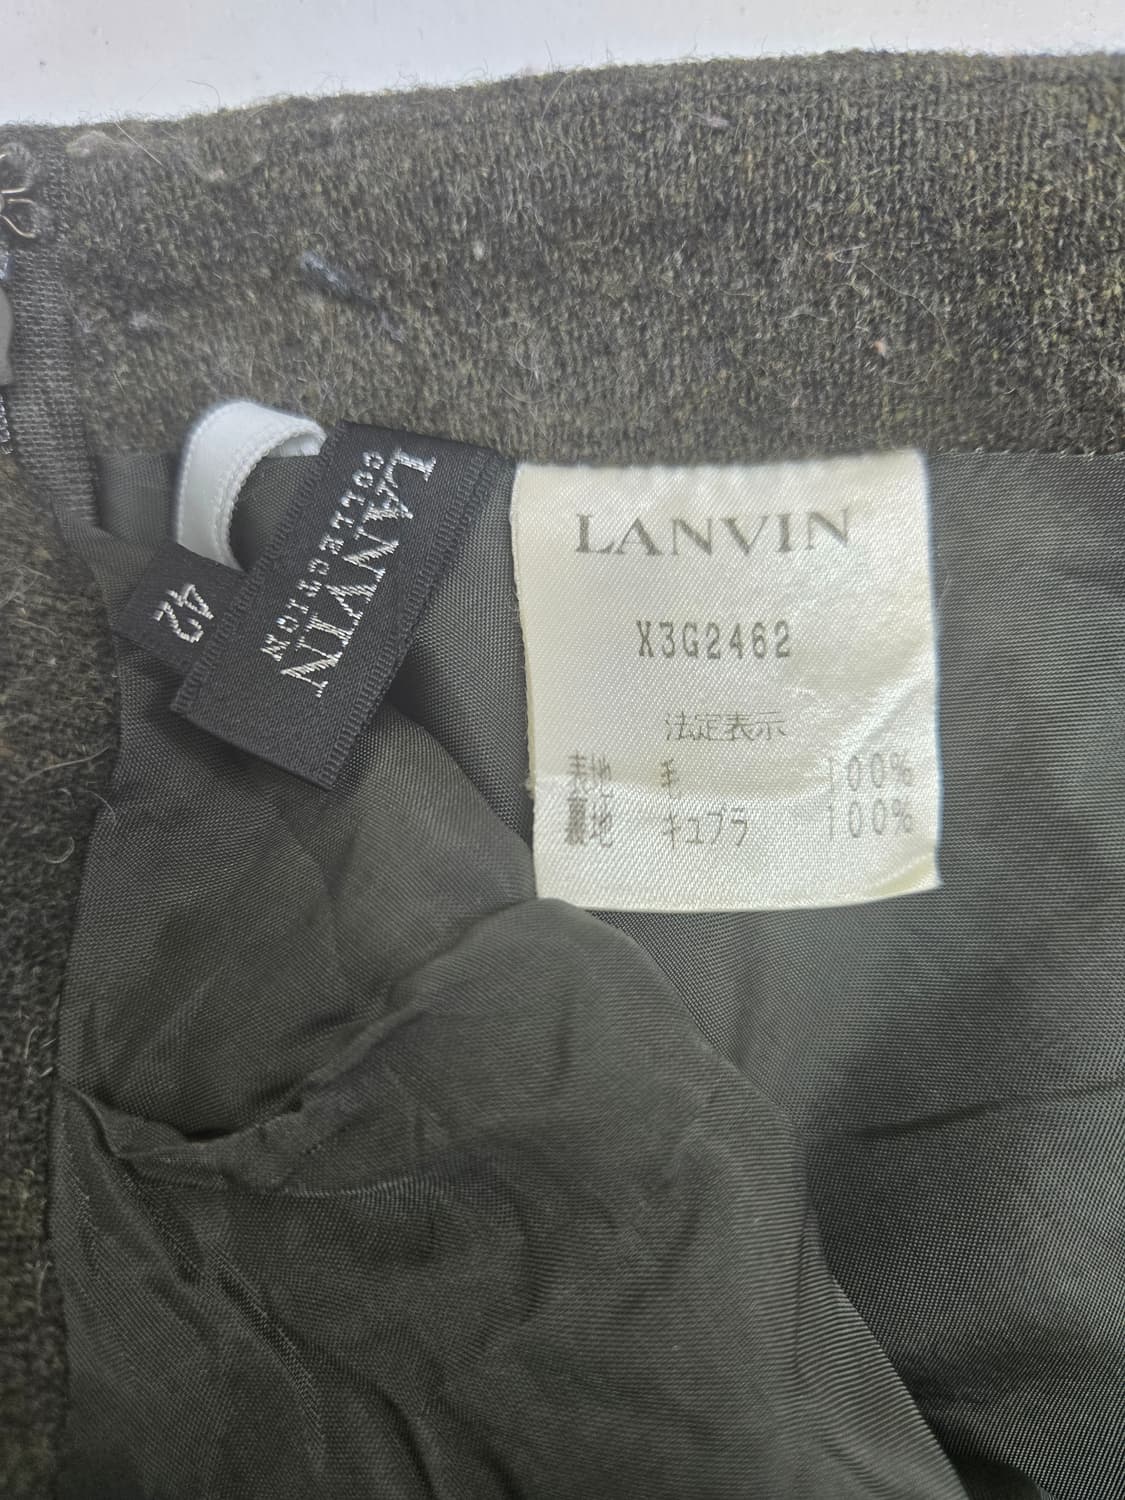 LANVIN
COLLECTION
42
LANVIN
X3G2462
法定表示
表地 毛 100%
裏地 キュプラ 100%